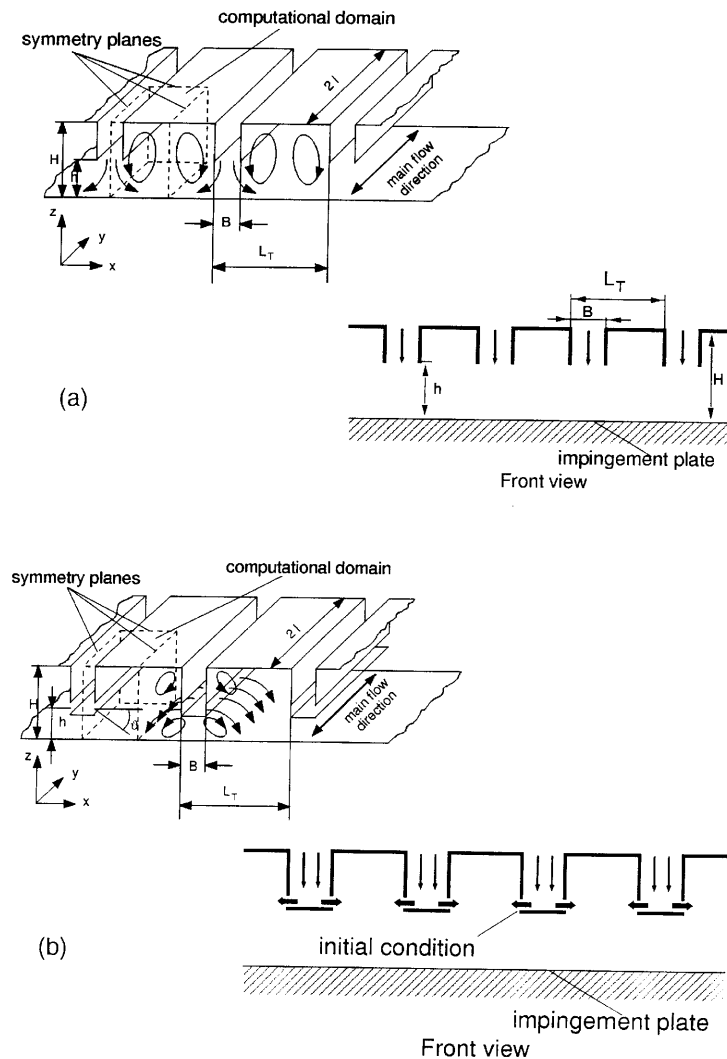 computational domain
symmetry planes
2l
H
h
main flow
direction
z
y
x
B
L_T
L_T
B
h
H
(a)
impingement plate
Front view
computational domain
symmetry planes
2l
H
h
α
main flow
direction
z
y
x
B
L_T
initial condition
(b)
impingement plate
Front view